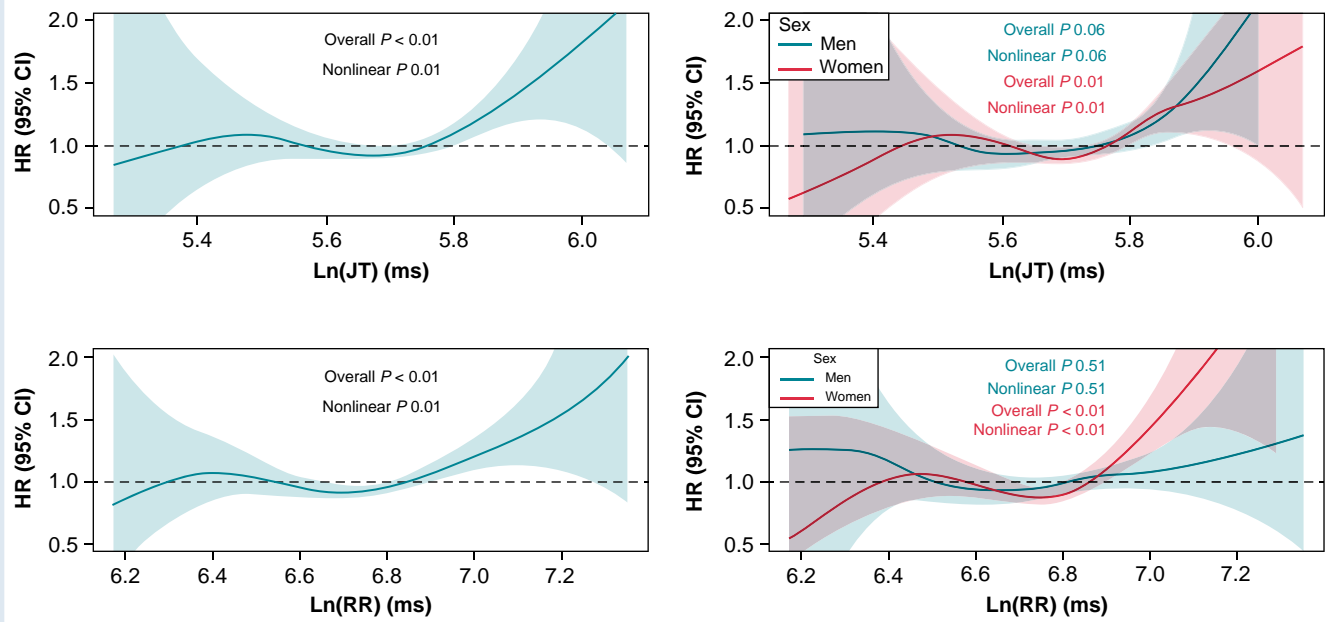 2.0
1.5
1.0
0.5
HR (95% CI)
Overall P < 0.01
Nonlinear P 0.01
5.4 5.6 5.8 6.0
Ln(JT) (ms)
2.0
1.5
1.0
0.5
HR (95% CI)
Sex
Men
Women
Overall P 0.06
Nonlinear P 0.06
Overall P 0.01
Nonlinear P 0.01
5.4 5.6 5.8 6.0
Ln(JT) (ms)
2.0
1.5
1.0
0.5
HR (95% CI)
Overall P < 0.01
Nonlinear P 0.01
6.2 6.4 6.6 6.8 7.0 7.2
Ln(RR) (ms)
2.0
1.5
1.0
0.5
HR (95% CI)
Sex
Men
Women
Overall P 0.51
Nonlinear P 0.51
Overall P < 0.01
Nonlinear P < 0.01
6.2 6.4 6.6 6.8 7.0 7.2
Ln(RR) (ms)